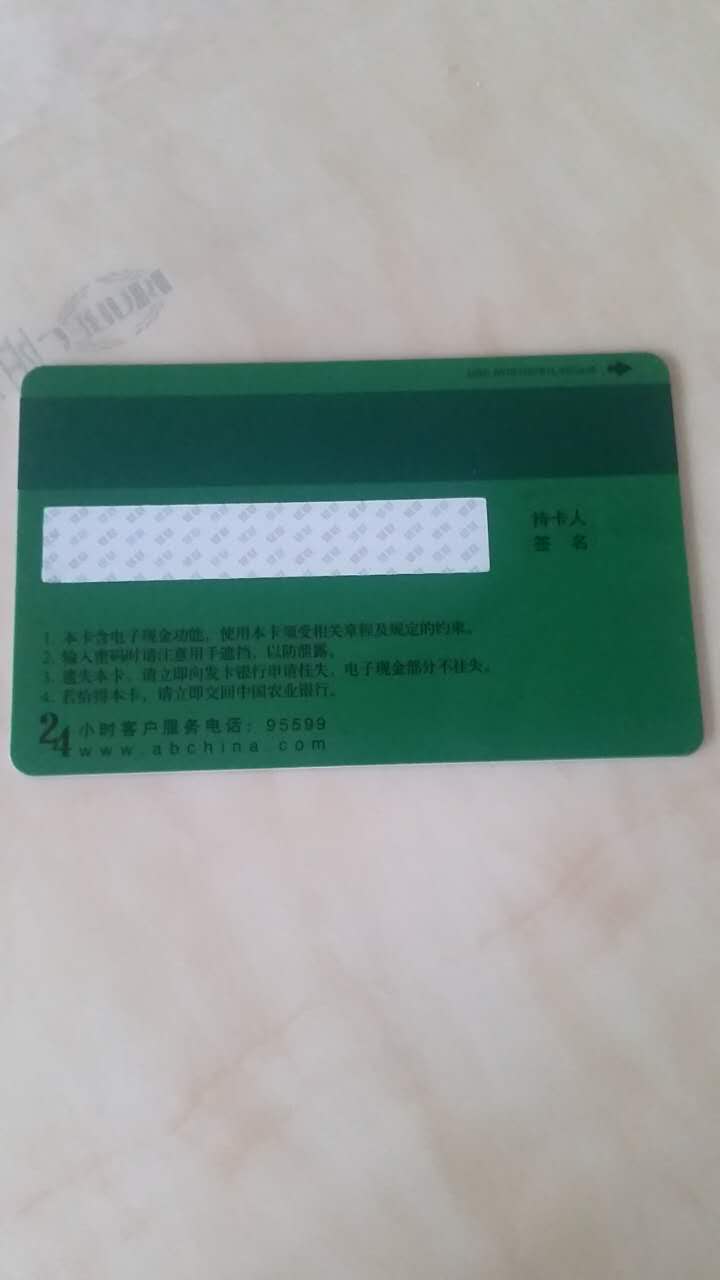 持卡人
签 名
1. 本卡含电子现金功能，使用本卡须受相关章程及规定的约束。
2. 输入密码时请注意用手遮挡，以防泄露。
3. 遗失本卡，请立即向发卡银行申请挂失，电子现金部分不挂失。
4. 若拾得本卡，请立即交回中国农业银行。
24 小时客户服务电话：95599
www.abchina.com